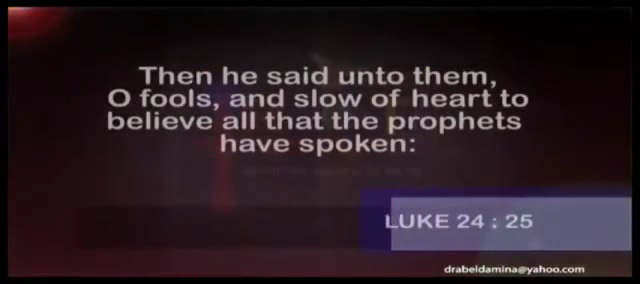 Then he said unto them,
O fools, and slow of heart to
believe all that the prophets
have spoken:
LUKE 24 : 25
drabeldamina@yahoo.com